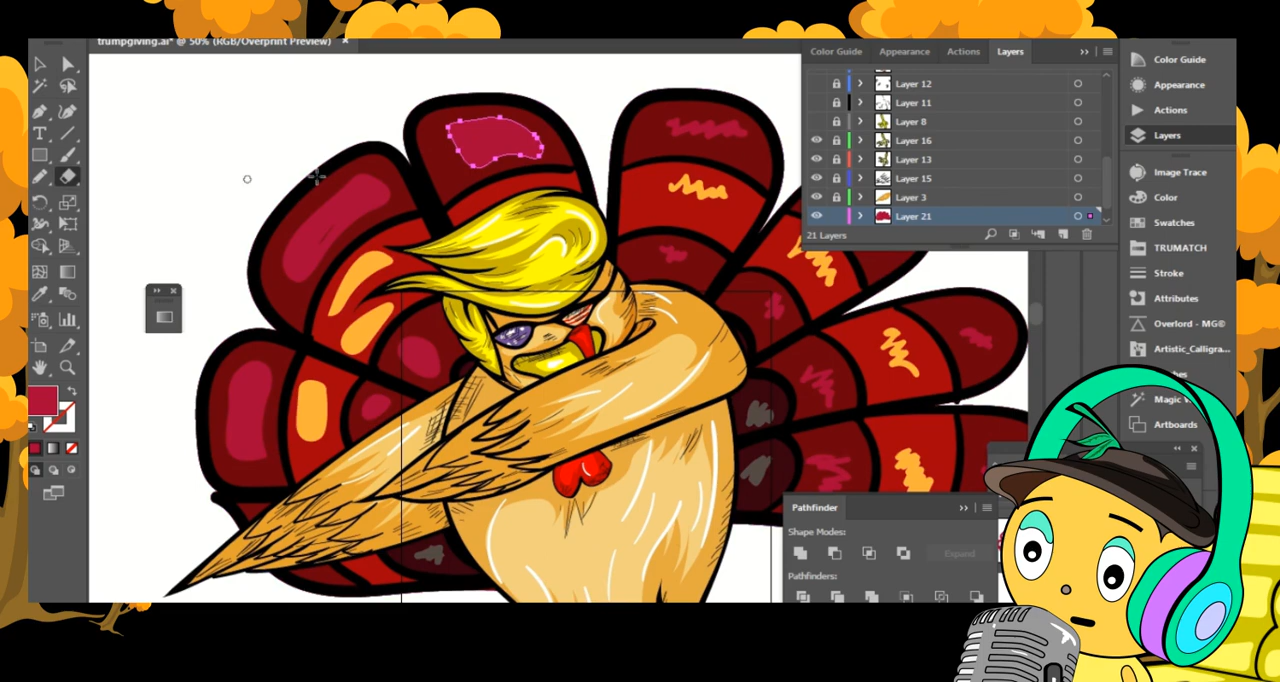 trumpgiving.ai* @ 50% (RGB/Overprint Preview) ×
Color Guide Appearance Actions Layers
Layer 12
Layer 11
Layer 8
Layer 16
Layer 13
Layer 15
Layer 3
Layer 21
21 Layers
Color Guide
Appearance
Actions
Layers
Image Trace
Color
Swatches
TRUMATCH
Stroke
Attributes
Overlord - MG®
Artistic_Calligra...
Magic
Artboards
Pathfinder
Shape Modes:
Expand
Pathfinders: